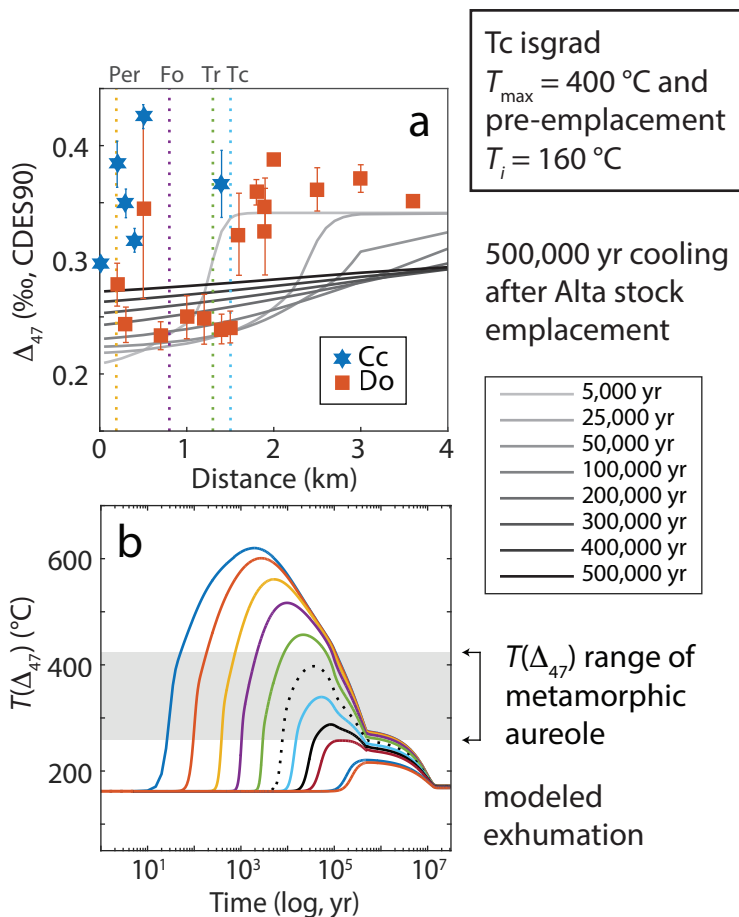 Per Fo Tr Tc
a
0.4
0.3
0.2
Δ47 (‰, CDES90)
Cc
Do
0 1 2 3 4
Distance (km)
Tc isgrad
Tmax = 400 °C and
pre-emplacement
Ti = 160 °C
500,000 yr cooling
after Alta stock
emplacement
5,000 yr
25,000 yr
50,000 yr
100,000 yr
200,000 yr
300,000 yr
400,000 yr
500,000 yr
b
600
400
200
T(Δ47) (°C)
10¹ 10³ 10⁵ 10⁷
Time (log, yr)
T(Δ47) range of
metamorphic
aureole
modeled
exhumation